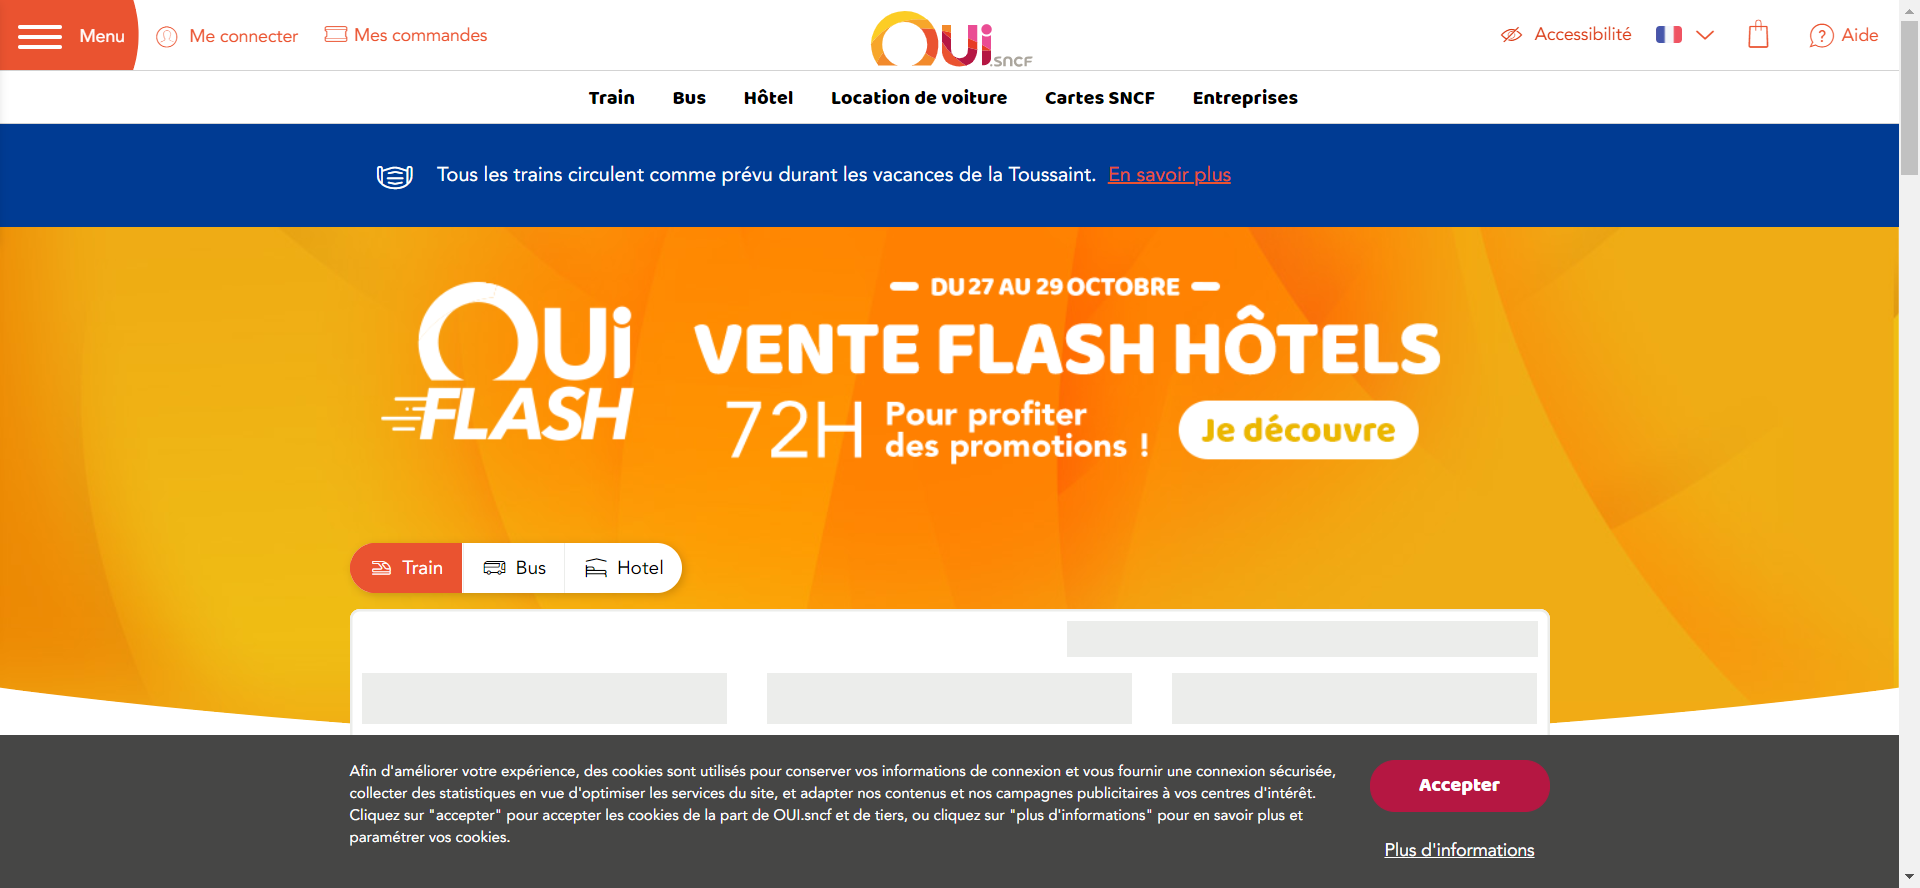 Menu
Me connecter
Mes commandes
OUi.sncf
Accessibilité
Aide
Train
Bus
Hôtel
Location de voiture
Cartes SNCF
Entreprises
Tous les trains circulent comme prévu durant les vacances de la Toussaint. En savoir plus
OUi
FLASH
DU 27 AU 29 OCTOBRE
VENTE FLASH HÔTELS
72H
Pour profiter
des promotions !
Je découvre
Train
Bus
Hotel
Afin d'améliorer votre expérience, des cookies sont utilisés pour conserver vos informations de connexion et vous fournir une connexion sécurisée,
collecter des statistiques en vue d'optimiser les services du site, et adapter nos contenus et nos campagnes publicitaires à vos centres d'intérêt.
Cliquez sur "accepter" pour accepter les cookies de la part de OUI.sncf et de tiers, ou cliquez sur "plus d'informations" pour en savoir plus et
paramétrer vos cookies.
Accepter
Plus d'informations